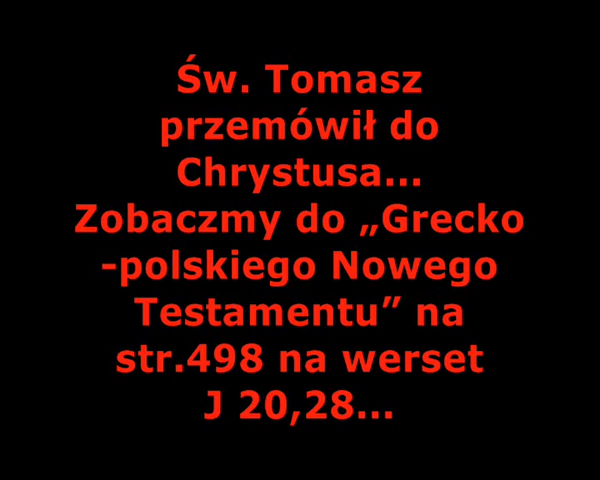 Św. Tomasz
przemówił do
Chrystusa...
Zobaczmy do „Grecko
-polskiego Nowego
Testamentu” na
str.498 na werset
J 20,28...